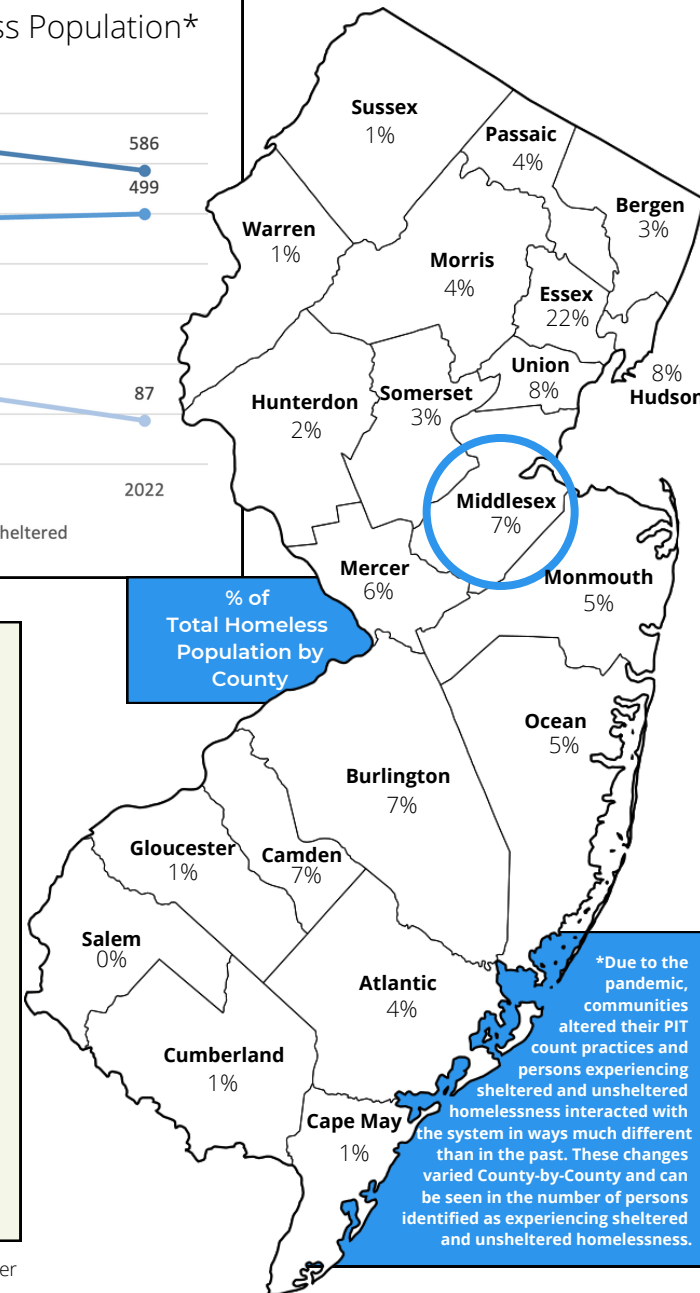 ss Population*
586
499
87
2022
heltered
Sussex
1%
Passaic
4%
Bergen
3%
Warren
1%
Morris
4%
Essex
22%
Union
8%
8%
Hudson
Hunterdon
2%
Somerset
3%
Middlesex
7%
Mercer
6%
Monmouth
5%
% of
Total Homeless
Population by
County
Ocean
5%
Burlington
7%
Gloucester
1%
Camden
7%
Salem
0%
Atlantic
4%
Cumberland
1%
Cape May
1%
*Due to the
pandemic,
communities
altered their PIT
count practices and
persons experiencing
sheltered and unsheltered
homelessness interacted with
the system in ways much different
than in the past. These changes
varied County-by-County and can
be seen in the number of persons
identified as experiencing sheltered
and unsheltered homelessness.
er